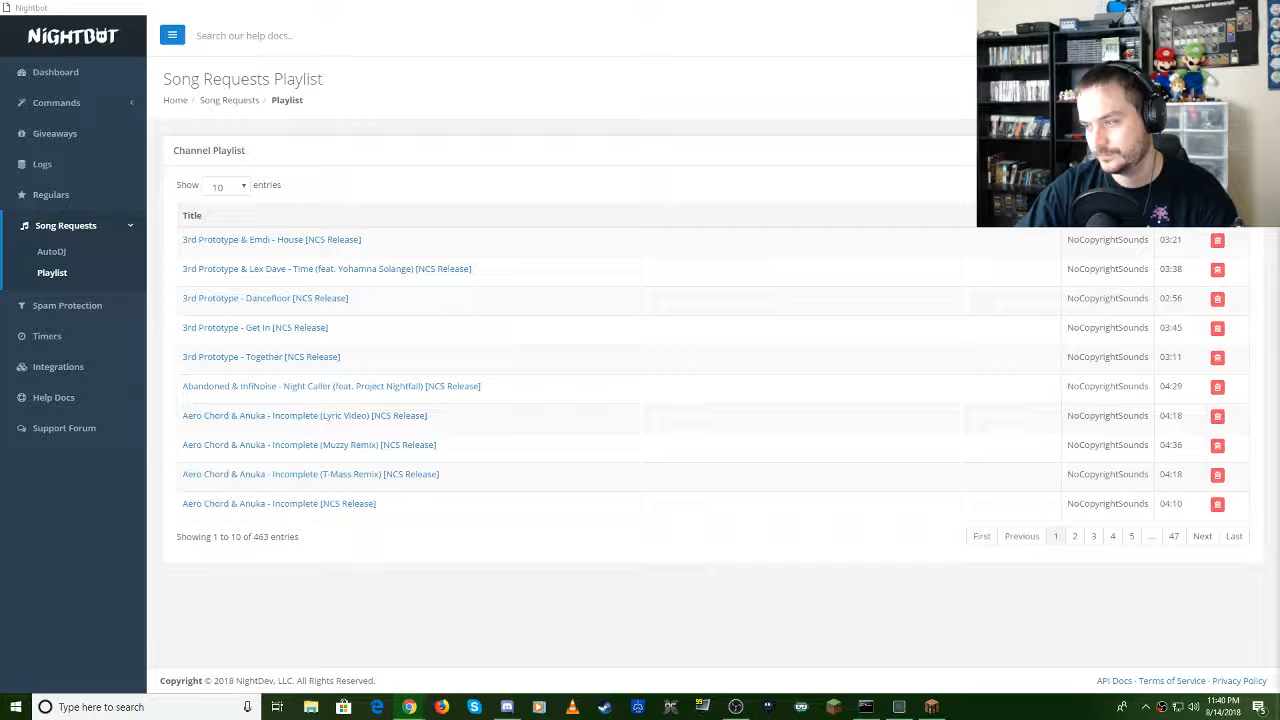 Nightbot
NIGHTBOT
Search our help docs..
Dashboard
Song Requests Playlist
Commands
Home / Song Requests / Playlist
Giveaways
Logs
Channel Playlist
Regulars
Show 10 entries
Song Requests
Title
AutoDJ
Playlist
3rd Prototype & Emdi - House [NCS Release] NoCopyrightSounds 03:21
3rd Prototype & Lex Dave - Time (feat. Yohamna Solange) [NCS Release] NoCopyrightSounds 03:38
3rd Prototype - Dancefloor [NCS Release] NoCopyrightSounds 02:56
3rd Prototype - Get In [NCS Release] NoCopyrightSounds 03:45
3rd Prototype - Together [NCS Release] NoCopyrightSounds 03:11
Abandoned & InfiNoise - Night Caller (feat. Project Nightfall) [NCS Release] NoCopyrightSounds 04:29
Aero Chord & Anuka - Incomplete (Lyric Video) [NCS Release] NoCopyrightSounds 04:18
Aero Chord & Anuka - Incomplete (Muzzy Remix) [NCS Release] NoCopyrightSounds 04:36
Aero Chord & Anuka - Incomplete (T-Mass Remix) [NCS Release] NoCopyrightSounds 04:18
Aero Chord & Anuka - Incomplete [NCS Release] NoCopyrightSounds 04:10
Spam Protection
Timers
Integrations
Help Docs
Support Forum
Showing 1 to 10 of 463 entries
First Previous 1 2 3 4 5 ... 47 Next Last
Copyright © 2018 NightDev, LLC. All Rights Reserved.
API Docs - Terms of Service - Privacy Policy
Periodic Table of Minecraft
Type here to search
11:40 PM
8/14/2018